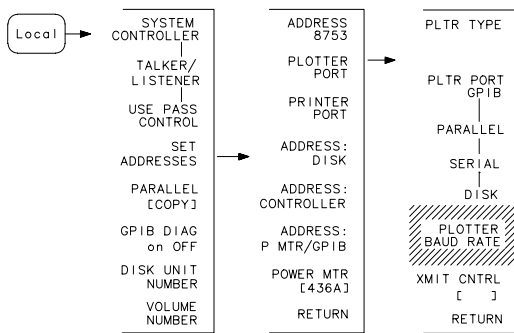 Local
SYSTEM
CONTROLLER
TALKER/
LISTENER
USE PASS
CONTROL
SET
ADDRESSES
PARALLEL
[COPY]
GPIB DIAG
on OFF
DISK UNIT
NUMBER
VOLUME
NUMBER
ADDRESS
8753
PLOTTER
PORT
PRINTER
PORT
ADDRESS:
DISK
ADDRESS:
CONTROLLER
ADDRESS:
P MTR/GPIB
POWER MTR
[436A]
RETURN
PLTR TYPE
PLTR PORT
GPIB
PARALLEL
SERIAL
DISK
PLOTTER
BAUD RATE
XMIT CNTRL
[ ]
RETURN